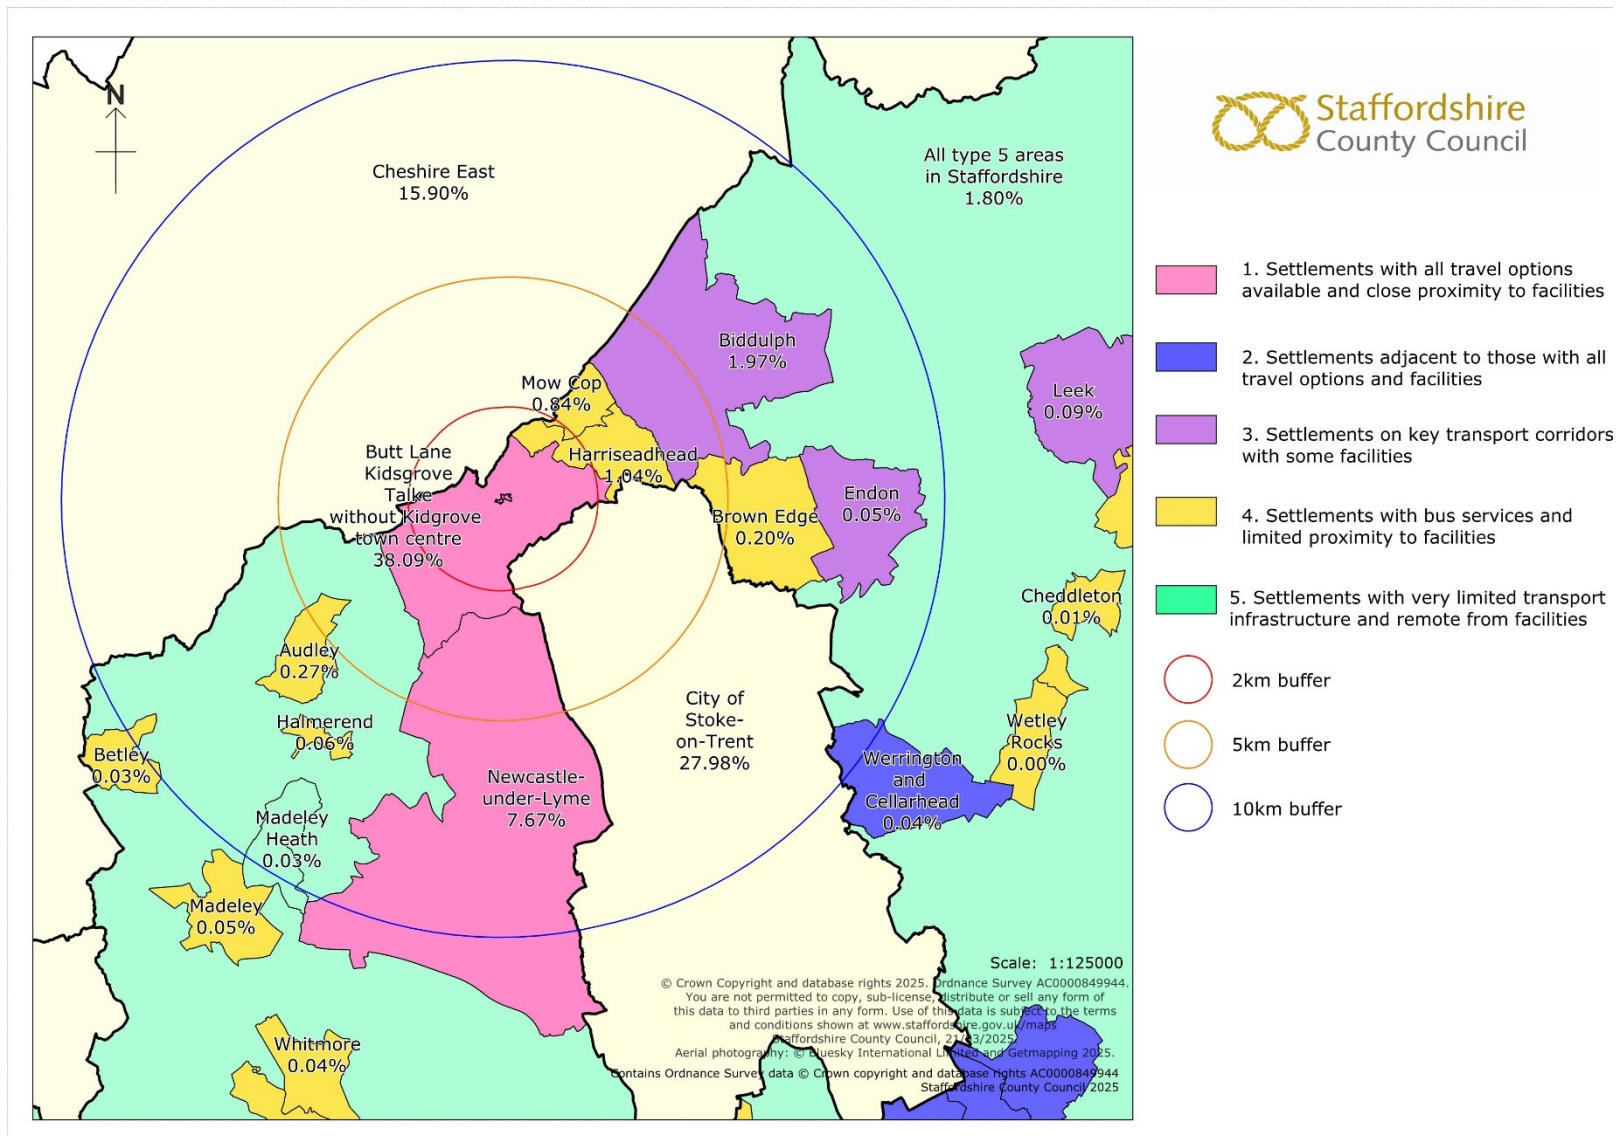 N
Cheshire East
15.90%
All type 5 areas
in Staffordshire
1.80%
Biddulph
1.97%
Mow Cop
0.84%
Leek
0.09%
Butt Lane
Kidsgrove
Talke
without Kidgrove
town centre
38.09%
Harriseadhead
1.04%
Endon
0.05%
Brown Edge
0.20%
Cheddleton
0.01%
Audley
0.27%
Halmerend
0.06%
Betley
0.03%
City of
Stoke-
on-Trent
27.98%
Wetley
Rocks
0.00%
Newcastle-
under-Lyme
7.67%
Werrington
and
Cellarhead
0.04%
Madeley
Heath
0.03%
Madeley
0.05%
Whitmore
0.04%
Scale: 1:125000
© Crown Copyright and database rights 2025. Ordnance Survey AC0000849944.
You are not permitted to copy, sub-license, distribute or sell any form of
this data to third parties in any form. Use of this data is subject to the terms
and conditions shown at www.staffordshire.gov.uk/maps
Staffordshire County Council, 21/03/2025.
Aerial photography: © Bluesky International Limited and Getmapping 2025.
Contains Ordnance Survey data © Crown copyright and database rights AC0000849944
Staffordshire County Council 2025
Staffordshire
County Council
1. Settlements with all travel options
available and close proximity to facilities
2. Settlements adjacent to those with all
travel options and facilities
3. Settlements on key transport corridors
with some facilities
4. Settlements with bus services and
limited proximity to facilities
5. Settlements with very limited transport
infrastructure and remote from facilities
2km buffer
5km buffer
10km buffer